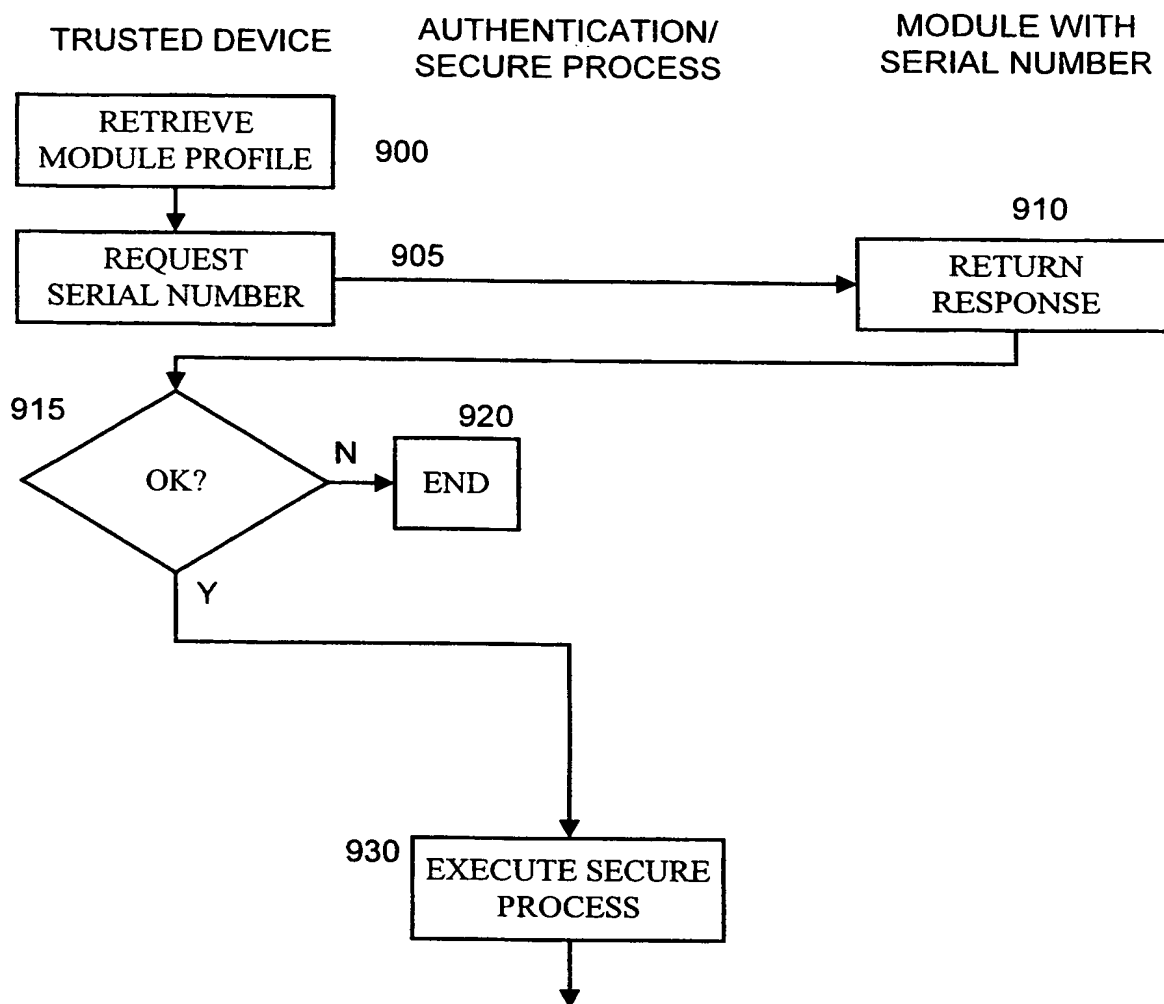 TRUSTED DEVICE
AUTHENTICATION/
SECURE PROCESS
MODULE WITH
SERIAL NUMBER
RETRIEVE
MODULE PROFILE
900
REQUEST
SERIAL NUMBER
905
910
RETURN
RESPONSE
915
OK?
N
920
END
Y
930
EXECUTE SECURE
PROCESS